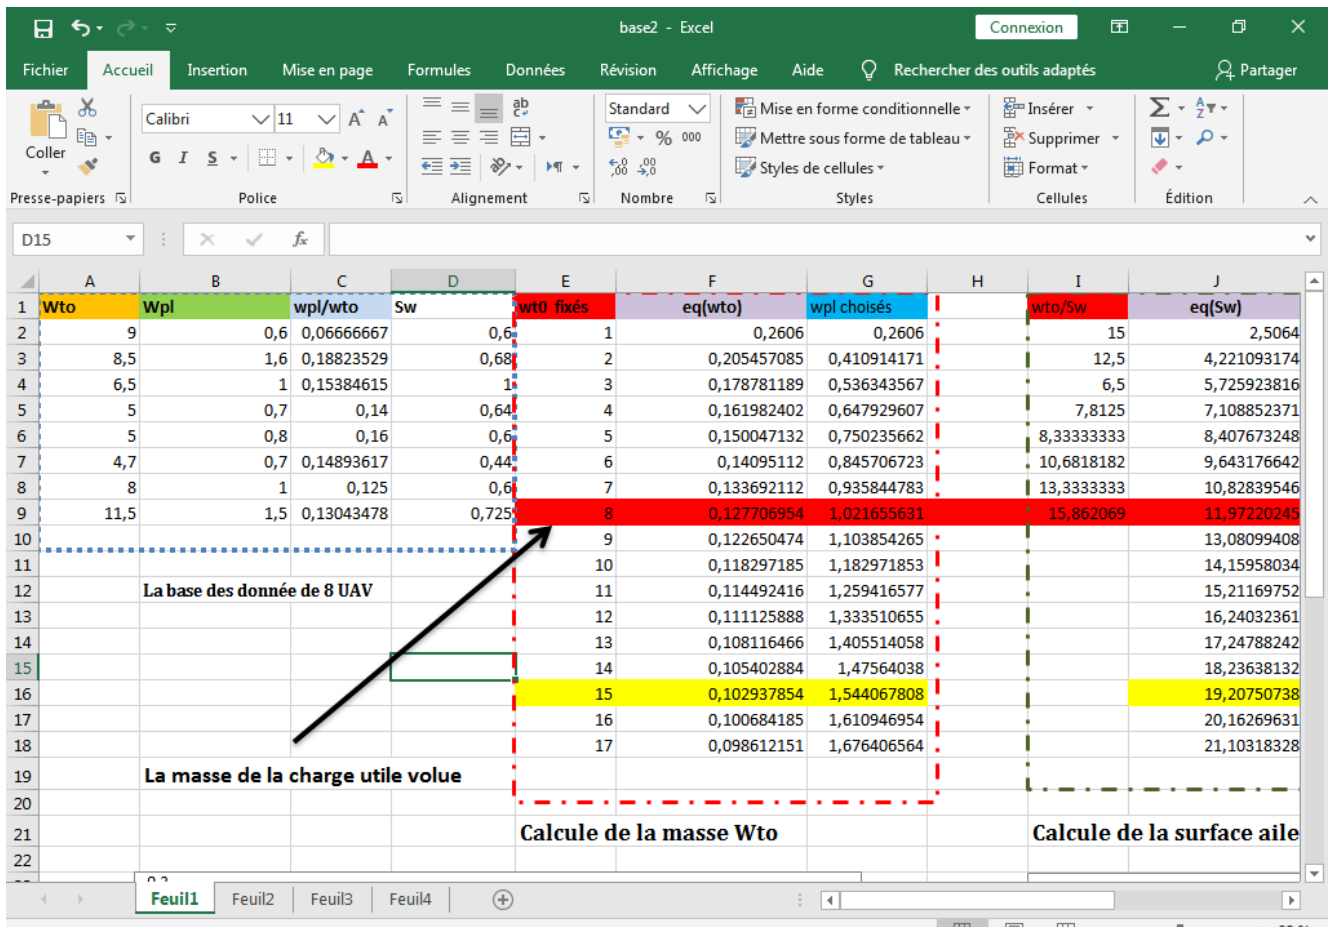 base2 - Excel Connexion
Fichier Accueil Insertion Mise en page Formules Données Révision Affichage Aide Rechercher des outils adaptés Partager
Coller Calibri 11 A A ab Standard Mise en forme conditionnelle Insérer Σ A Z
G I S A % 000 Mettre sous forme de tableau Supprimer
Styles de cellules Format
Presse-papiers Police Alignement Nombre Styles Cellules Édition
D15 fx
A B C D E F G H I J
1 Wto Wpl wpl/wto Sw wt0 fixés eq(wto) wpl choisés wto/Sw eq(Sw)
2 9 0,6 0,06666667 0,6 1 0,2606 0,2606 15 2,5064
3 8,5 1,6 0,18823529 0,68 2 0,205457085 0,410914171 12,5 4,221093174
4 6,5 1 0,15384615 1 3 0,178781189 0,536343567 6,5 5,725923816
5 5 0,7 0,14 0,64 4 0,161982402 0,647929607 7,8125 7,108852371
6 5 0,8 0,16 0,6 5 0,150047132 0,750235662 8,33333333 8,407673248
7 4,7 0,7 0,14893617 0,44 6 0,14095112 0,845706723 10,6818182 9,643176642
8 8 1 0,125 0,6 7 0,133692112 0,935844783 13,3333333 10,82839546
9 11,5 1,5 0,13043478 0,725 8 0,127706954 1,021655631 15,862069 11,97220245
10 9 0,122650474 1,103854265 13,08099408
11 10 0,118297185 1,182971853 14,15958034
12 La base des donnée de 8 UAV 11 0,114492416 1,259416577 15,21169752
13 12 0,111125888 1,333510655 16,24032361
14 13 0,108116466 1,405514058 17,24788242
15 14 0,105402884 1,47564038 18,23638132
16 15 0,102937854 1,544067808 19,20750738
17 16 0,100684185 1,610946954 20,16269631
18 17 0,098612151 1,676406564 21,10318328
19 La masse de la charge utile volue
20
21 Calcule de la masse Wto Calcule de la surface aile
22
Feuil1 Feuil2 Feuil3 Feuil4